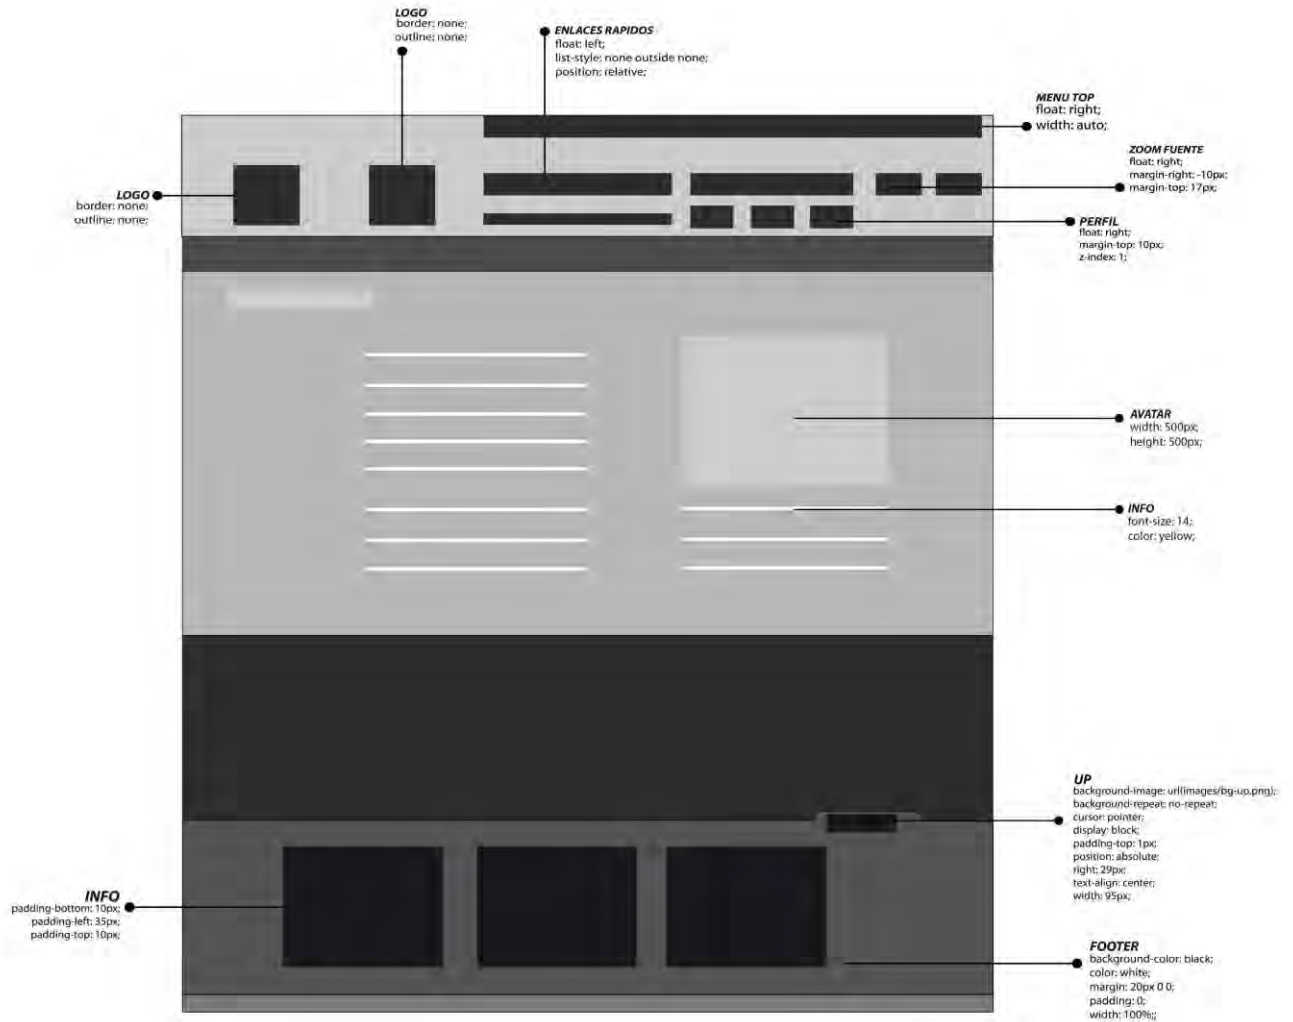 LOGO
border: none;
outline: none;
ENLACES RAPIDOS
float: left;
list-style: none outside none;
position: relative;
MENU TOP
float: right;
width: auto;
ZOOM FUENTE
float: right;
margin-right: -10px;
margin-top: 17px;
LOGO
border: none;
outline: none;
PERFIL
float: right;
margin-top: 10px;
z-index: 1;
AVATAR
width: 500px;
height: 500px;
INFO
font-size: 14;
color: yellow;
UP
background-image: url(images/bg-up.png);
background-repeat: no-repeat;
cursor: pointer;
display: block;
padding-top: 1px;
position: absolute;
right: 29px;
text-align: center;
width: 95px;
INFO
padding-bottom: 10px;
padding-left: 35px;
padding-top: 10px;
FOOTER
background-color: black;
color: white;
margin: 20px 0 0;
padding: 0;
width: 100%;;